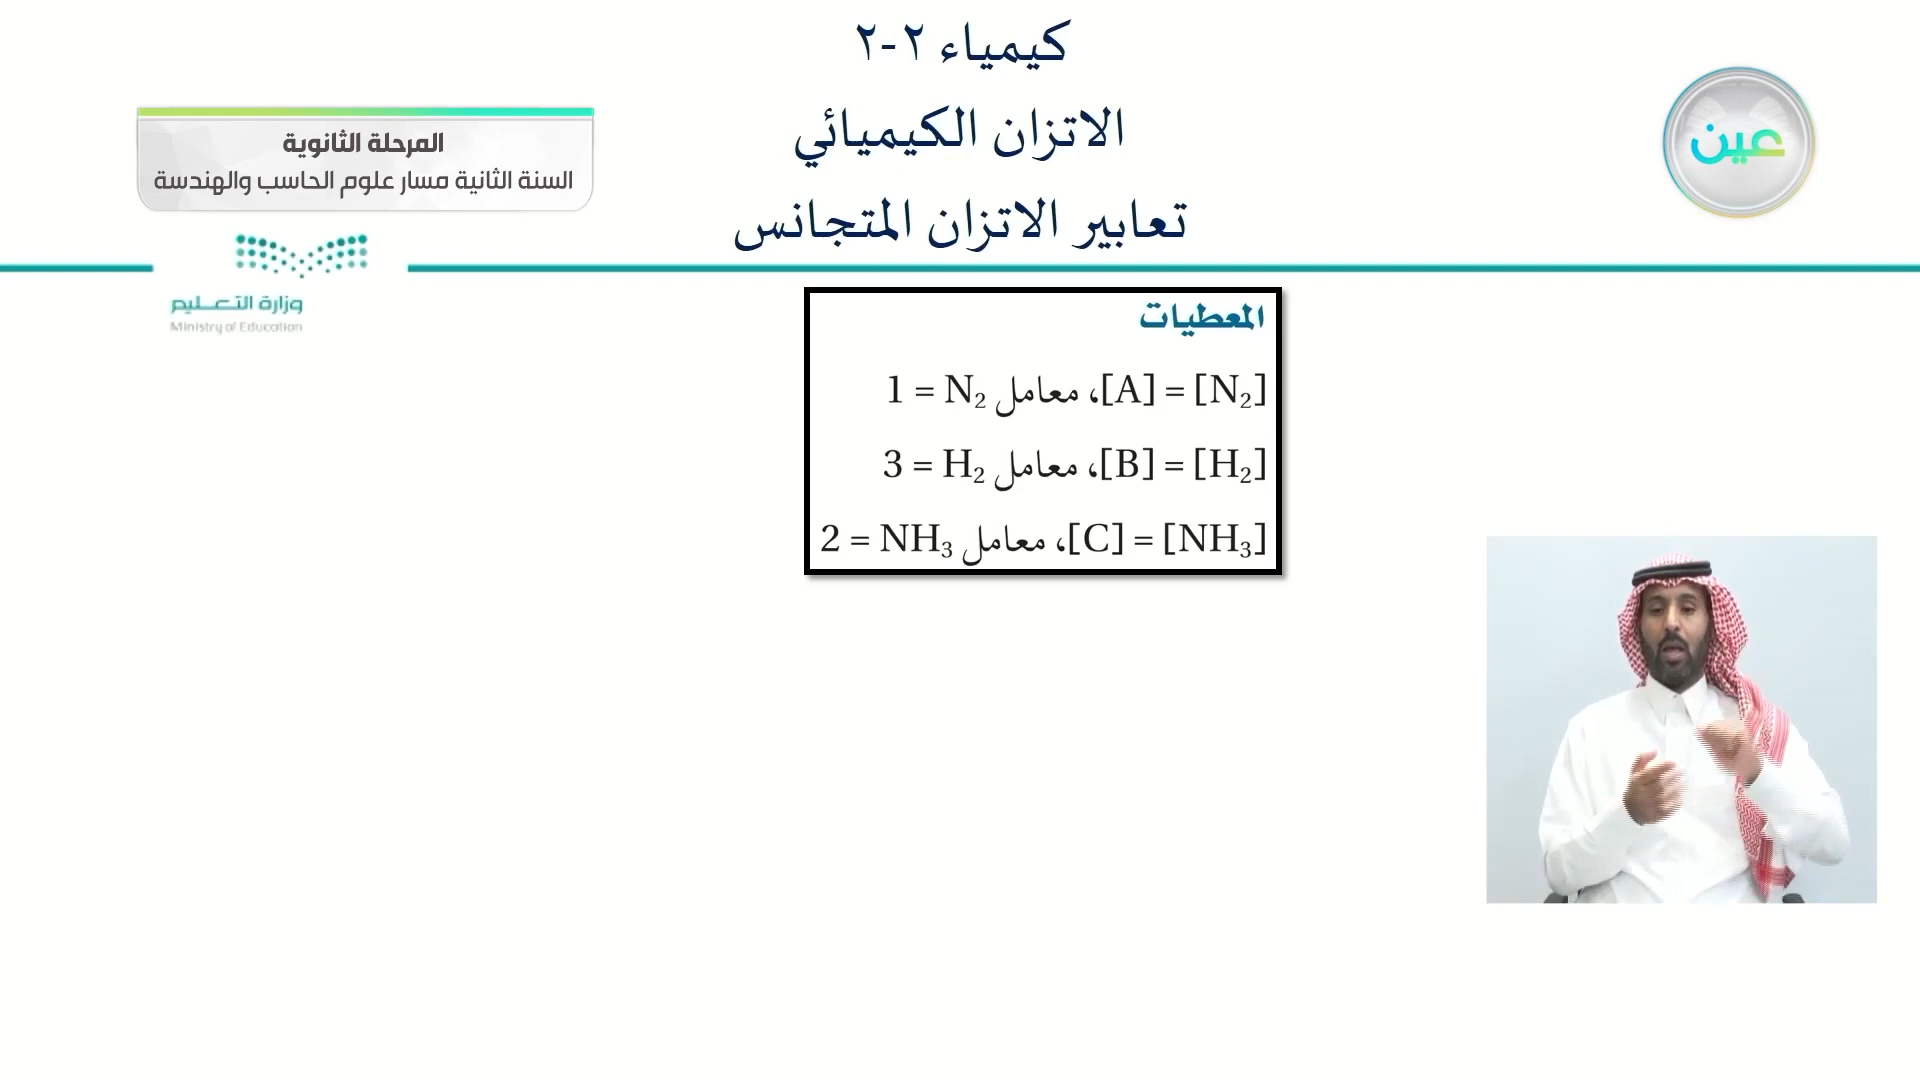 كيمياء ٢-٢
الاتزان الكيميائي
تعابير الاتزان المتجانس
المرحلة الثانوية
السنة الثانية مسار علوم الحاسب والهندسة
عين
وزارة التعـليم
Ministry of Education
المعطيات
[N₂] = [A]، معامل N₂ = 1
[H₂] = [B]، معامل H₂ = 3
[NH₃] = [C]، معامل NH₃ = 2